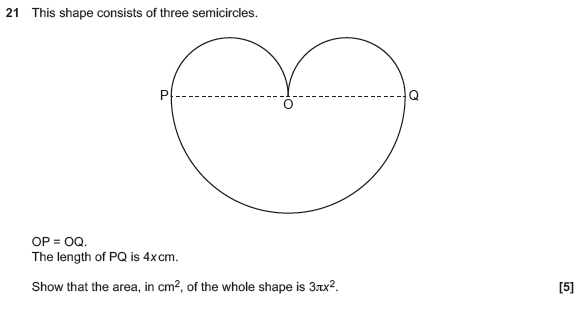 21 This shape consists of three semicircles.
P
Q
O
OP = OQ.
The length of PQ is 4x cm.
Show that the area, in cm², of the whole shape is 3πx². [5]